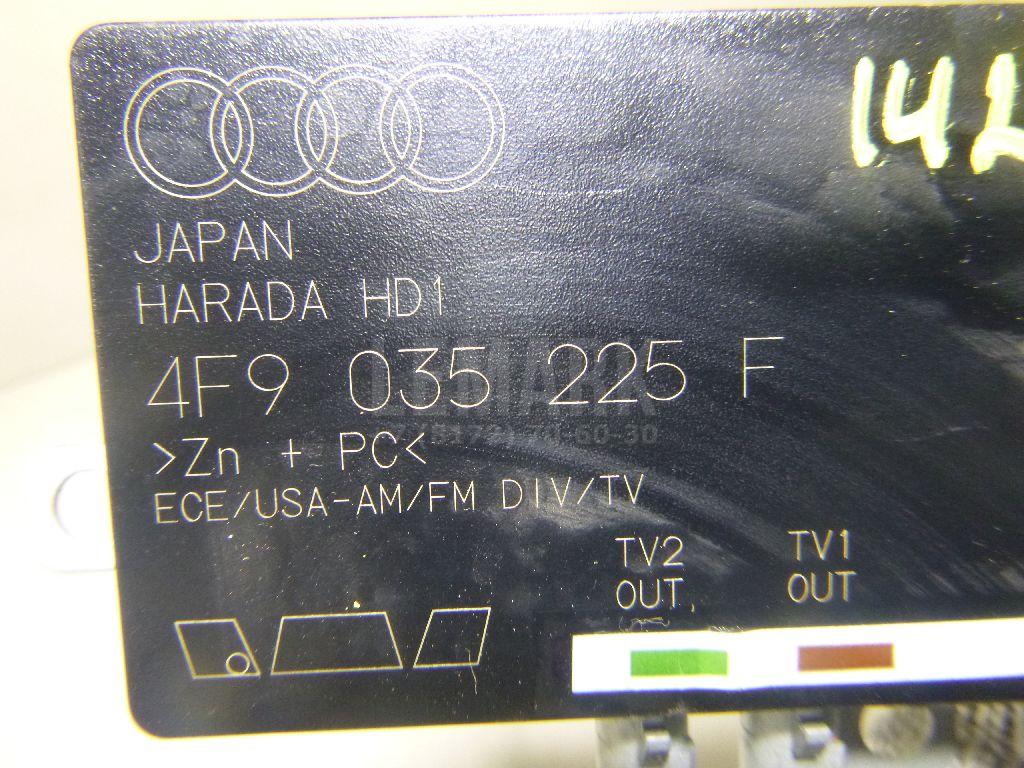 142
JAPAN
HARADA HD1
4F9 035 225 F
>Zn + PC<
ECE/USA-AM/FM DIV/TV
TV2 TV1
OUT OUT